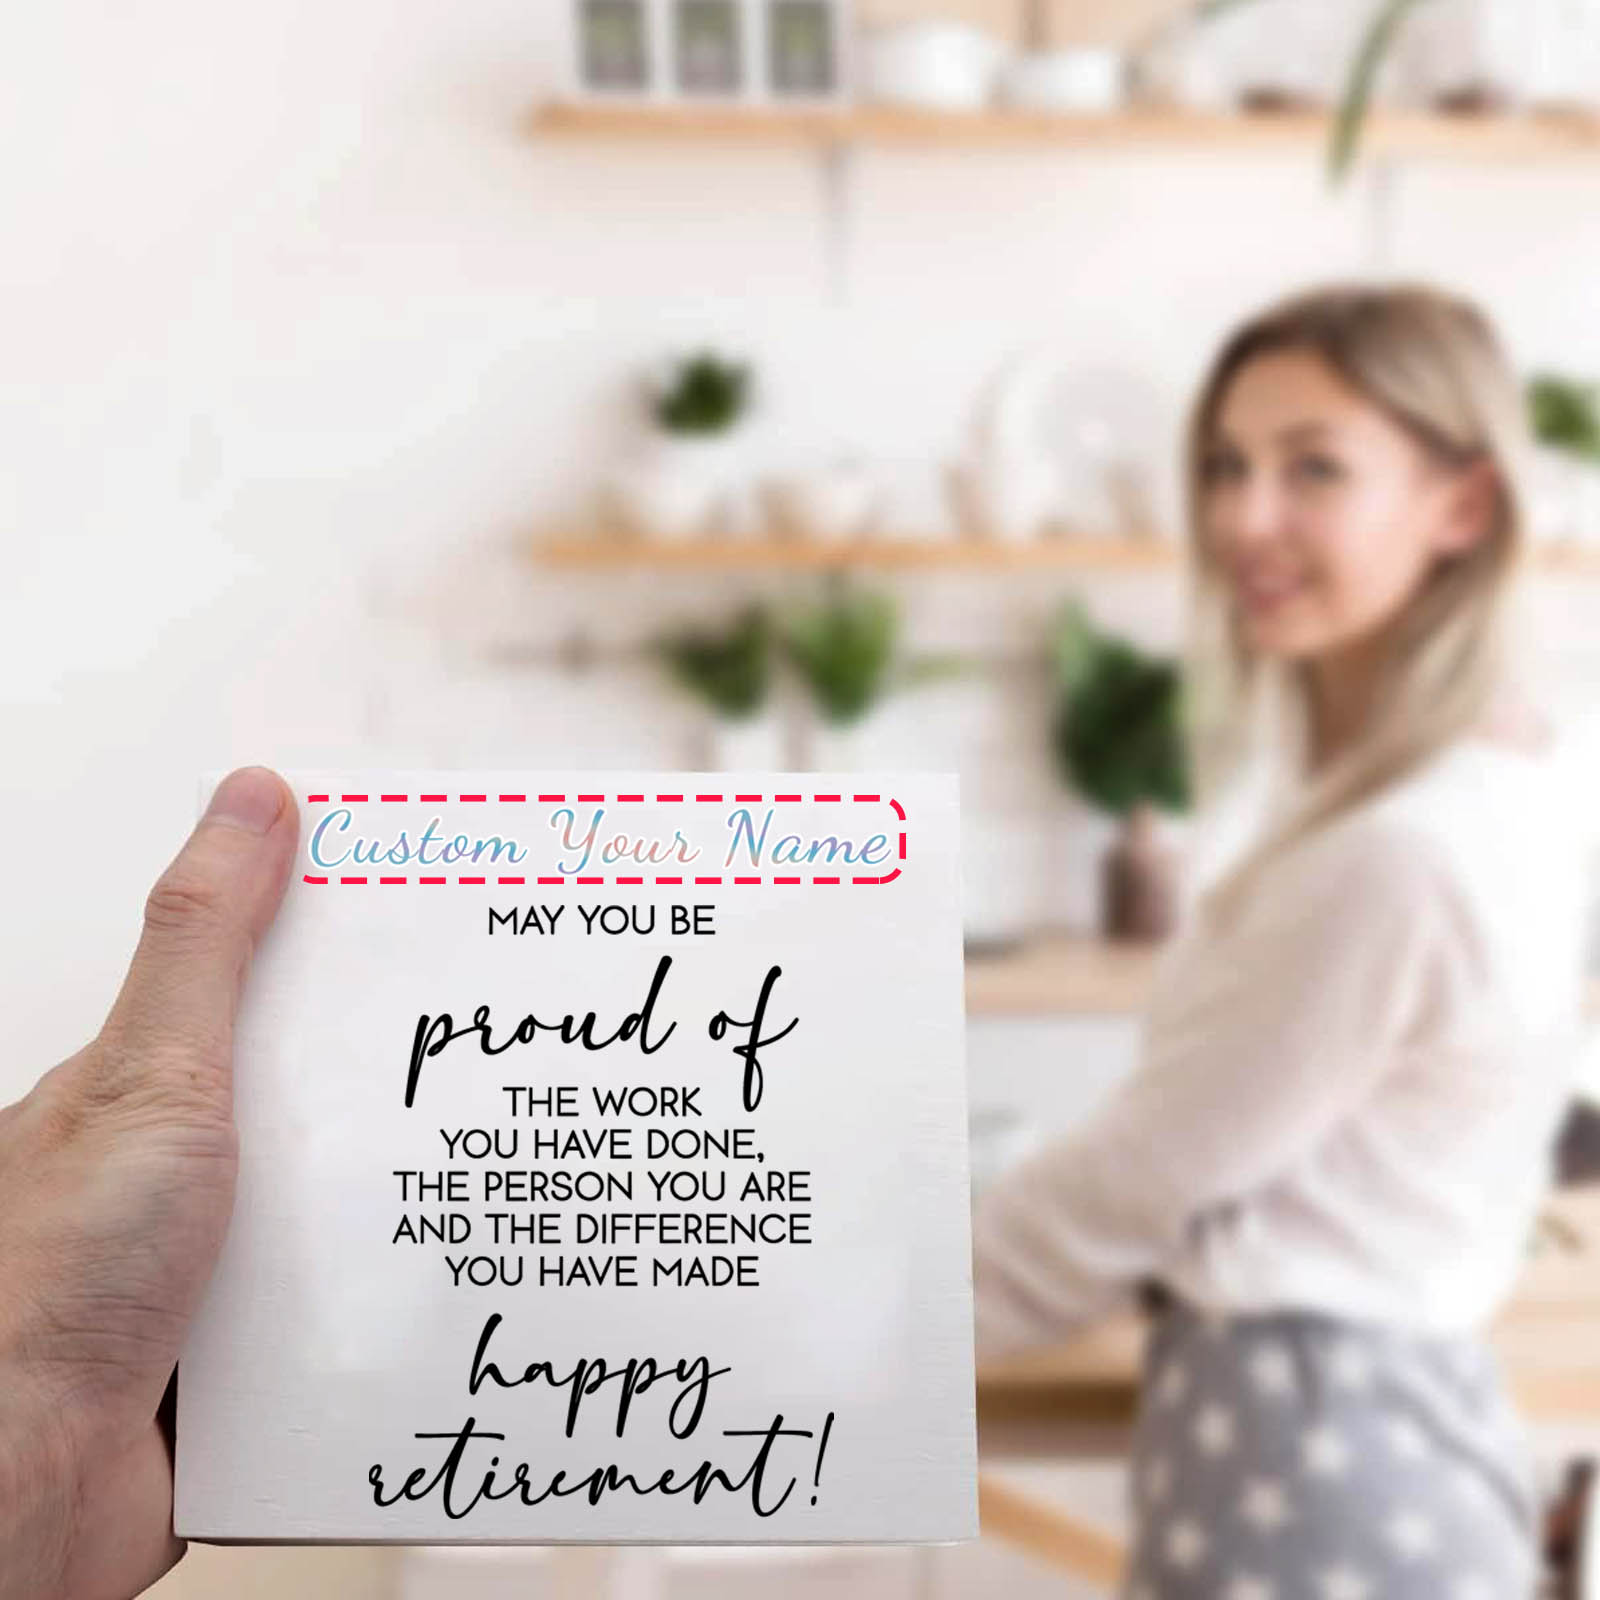 Custom Your Name
MAY YOU BE
proud of
THE WORK
YOU HAVE DONE,
THE PERSON YOU ARE
AND THE DIFFERENCE
YOU HAVE MADE
happy
retirement!